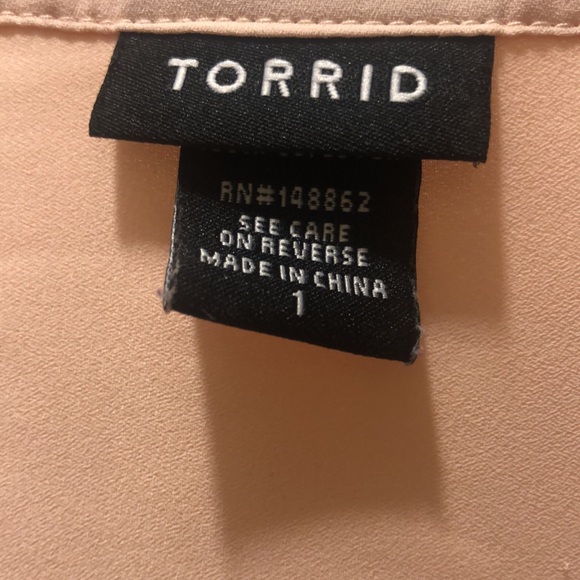 TORRID
RN#148862
SEE CARE
ON REVERSE
MADE IN CHINA
1